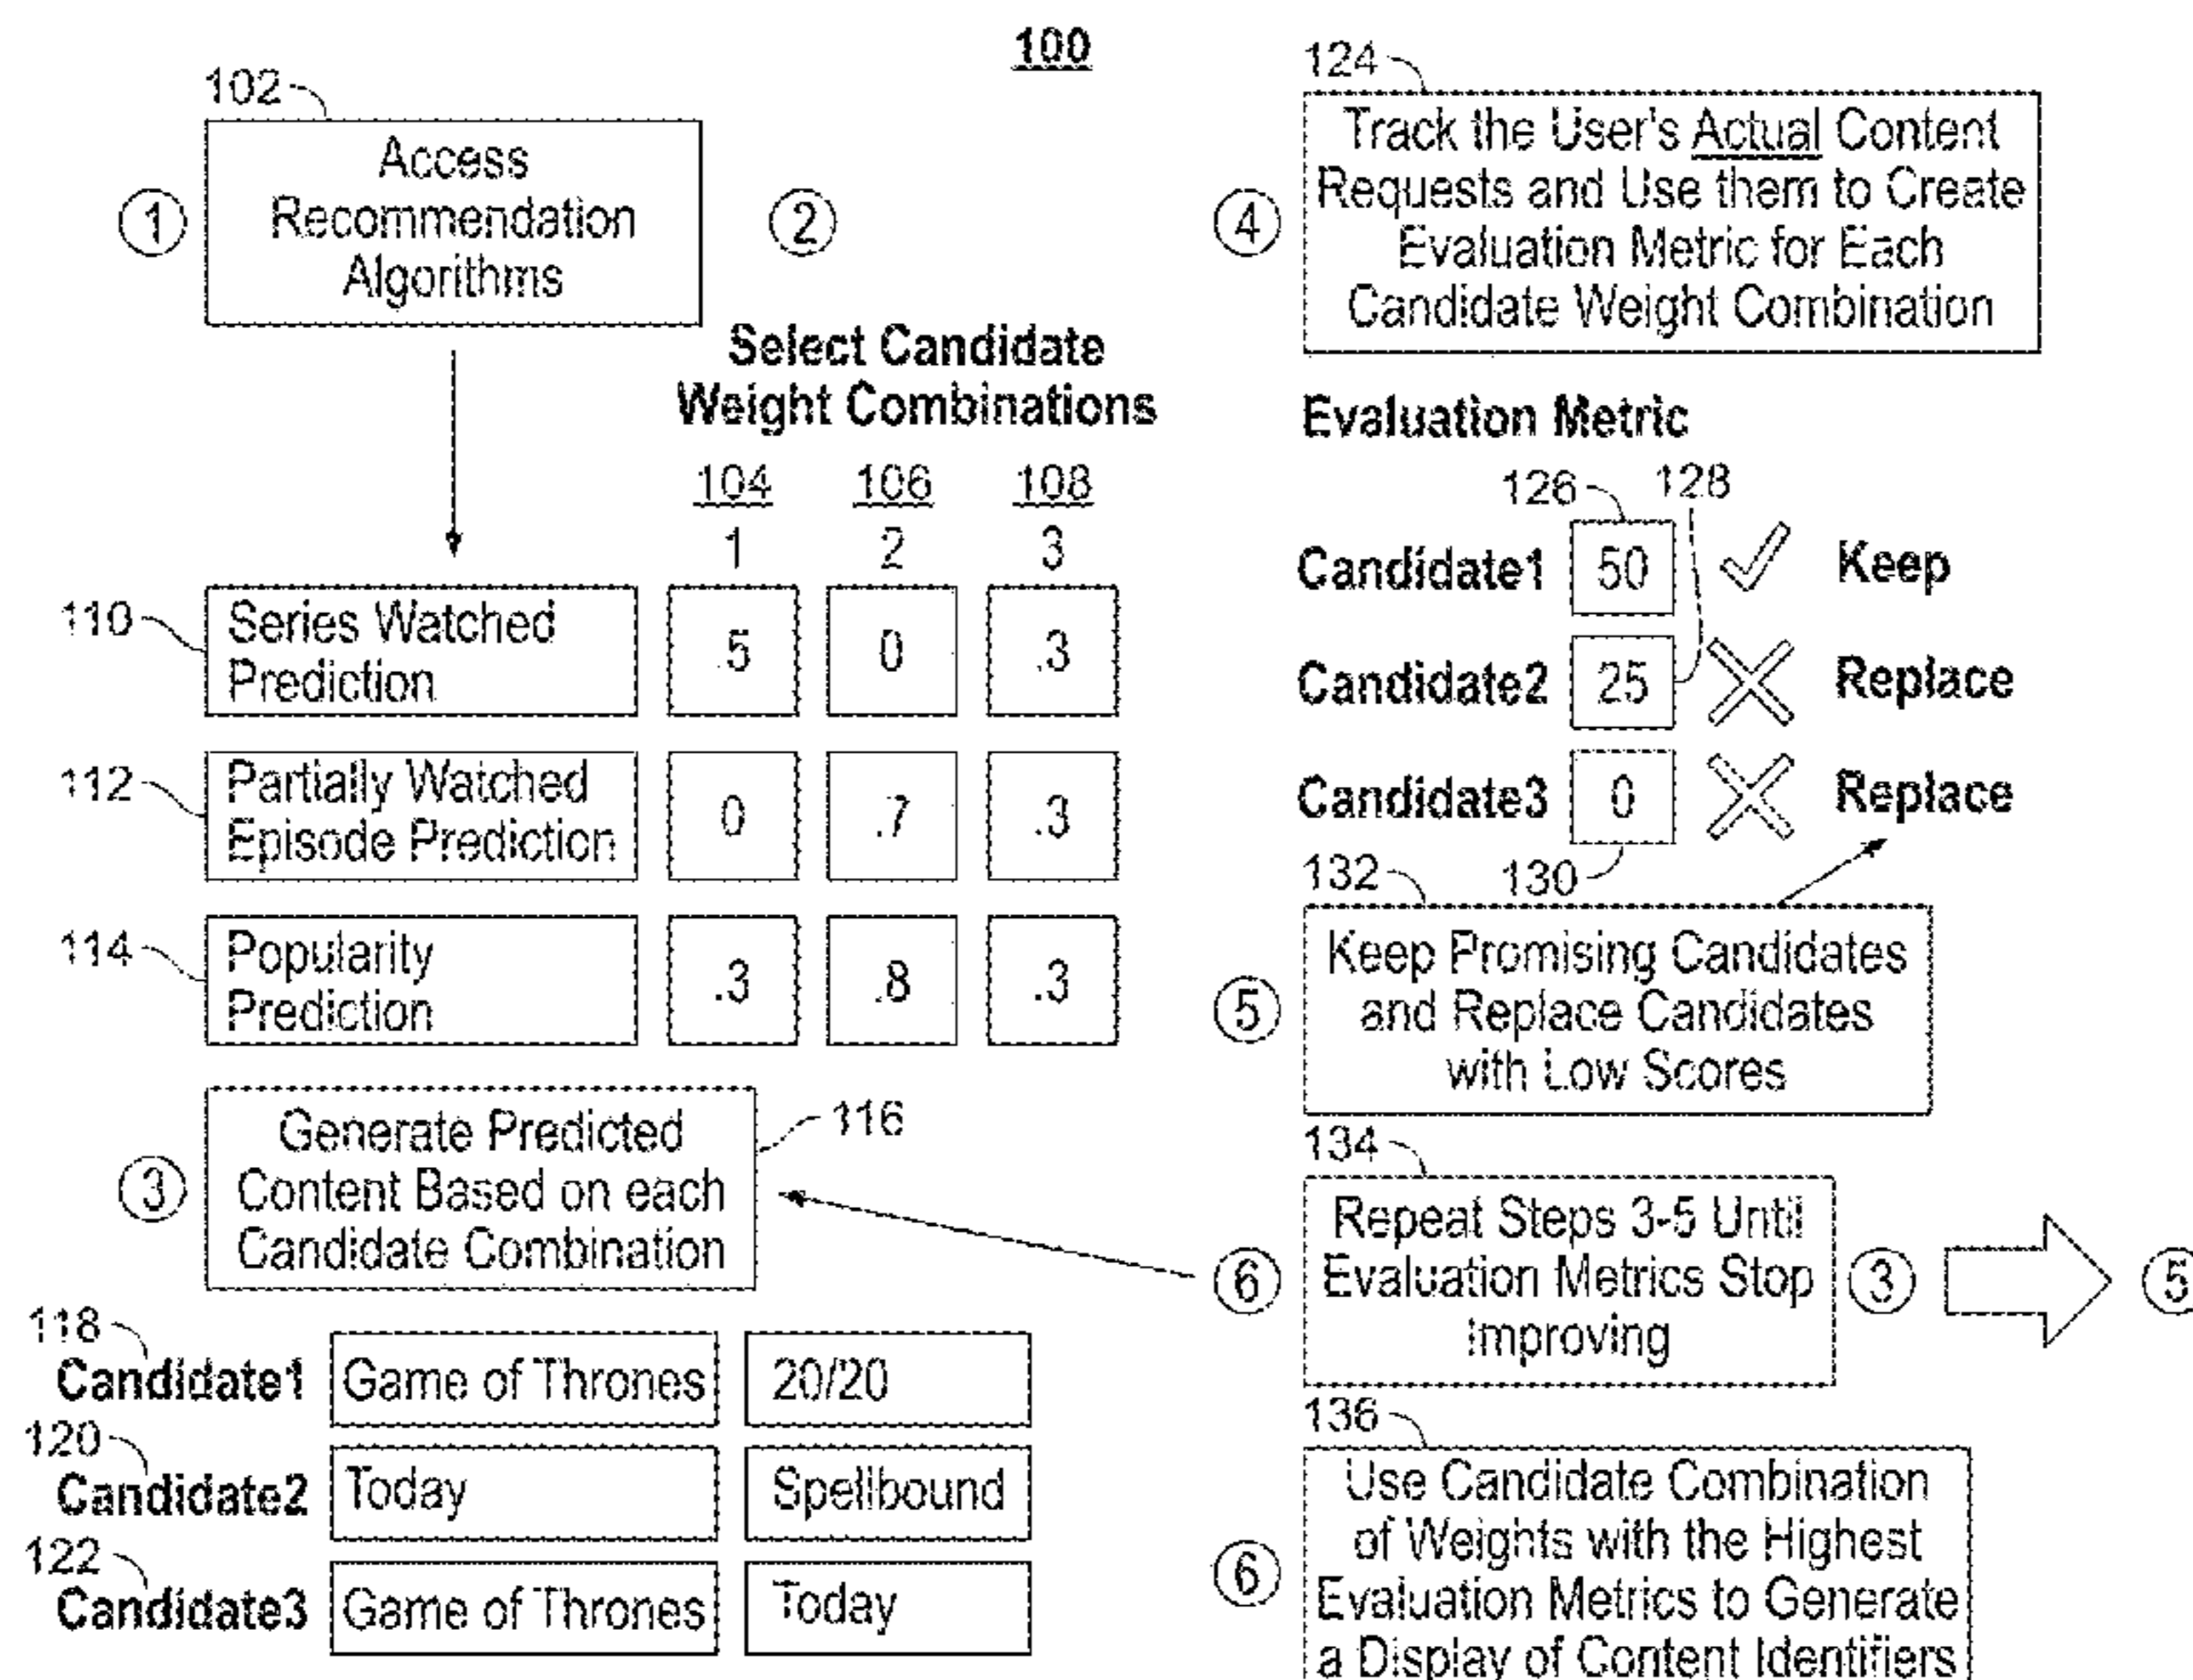 100
102
1
Access
Recommendation
Algorithms
2
Select Candidate
Weight Combinations
104 106 108
1 2 3
110
Series Watched
Prediction
.5 0 .3
112
Partially Watched
Episode Prediction
0 .7 .3
114
Popularity
Prediction
.3 .8 .3
3
Generate Predicted
Content Based on each
Candidate Combination
116
118
Candidate1 Game of Thrones 20/20
120
Candidate2 Today Spellbound
122
Candidate3 Game of Thrones Today
124
4
Track the User's Actual Content
Requests and Use them to Create
Evaluation Metric for Each
Candidate Weight Combination
Evaluation Metric
126 128
Candidate1 50 Keep
Candidate2 25 Replace
Candidate3 0 Replace
130
132
5
Keep Promising Candidates
and Replace Candidates
with Low Scores
134
6
Repeat Steps 3-5 Until
Evaluation Metrics Stop
Improving
3 5
136
6
Use Candidate Combination
of Weights with the Highest
Evaluation Metrics to Generate
a Display of Content Identifiers